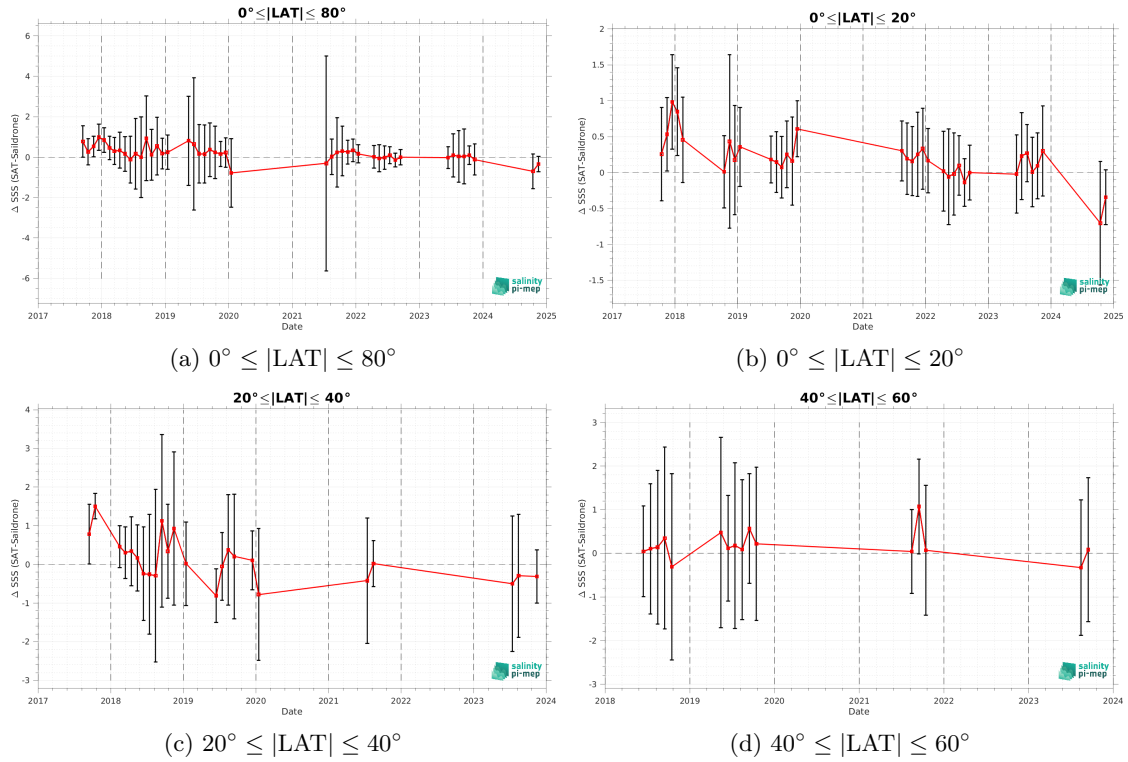 0°≤|LAT|≤ 80°
Δ SSS (SAT-Saildrone)
6
4
2
0
-2
-4
-6
salinity
pi-mep
2017 2018 2019 2020 2021 2022 2023 2024 2025
Date
(a) 0° ≤ |LAT| ≤ 80°
0°≤|LAT|≤ 20°
Δ SSS (SAT-Saildrone)
2
1.5
1
0.5
0
-0.5
-1
-1.5
salinity
pi-mep
2017 2018 2019 2020 2021 2022 2023 2024 2025
Date
(b) 0° ≤ |LAT| ≤ 20°
20°≤|LAT|≤ 40°
Δ SSS (SAT-Saildrone)
4
3
2
1
0
-1
-2
-3
salinity
pi-mep
2017 2018 2019 2020 2021 2022 2023 2024
Date
(c) 20° ≤ |LAT| ≤ 40°
40°≤|LAT|≤ 60°
Δ SSS (SAT-Saildrone)
3
2
1
0
-1
-2
-3
salinity
pi-mep
2018 2019 2020 2021 2022 2023 2024
Date
(d) 40° ≤ |LAT| ≤ 60°